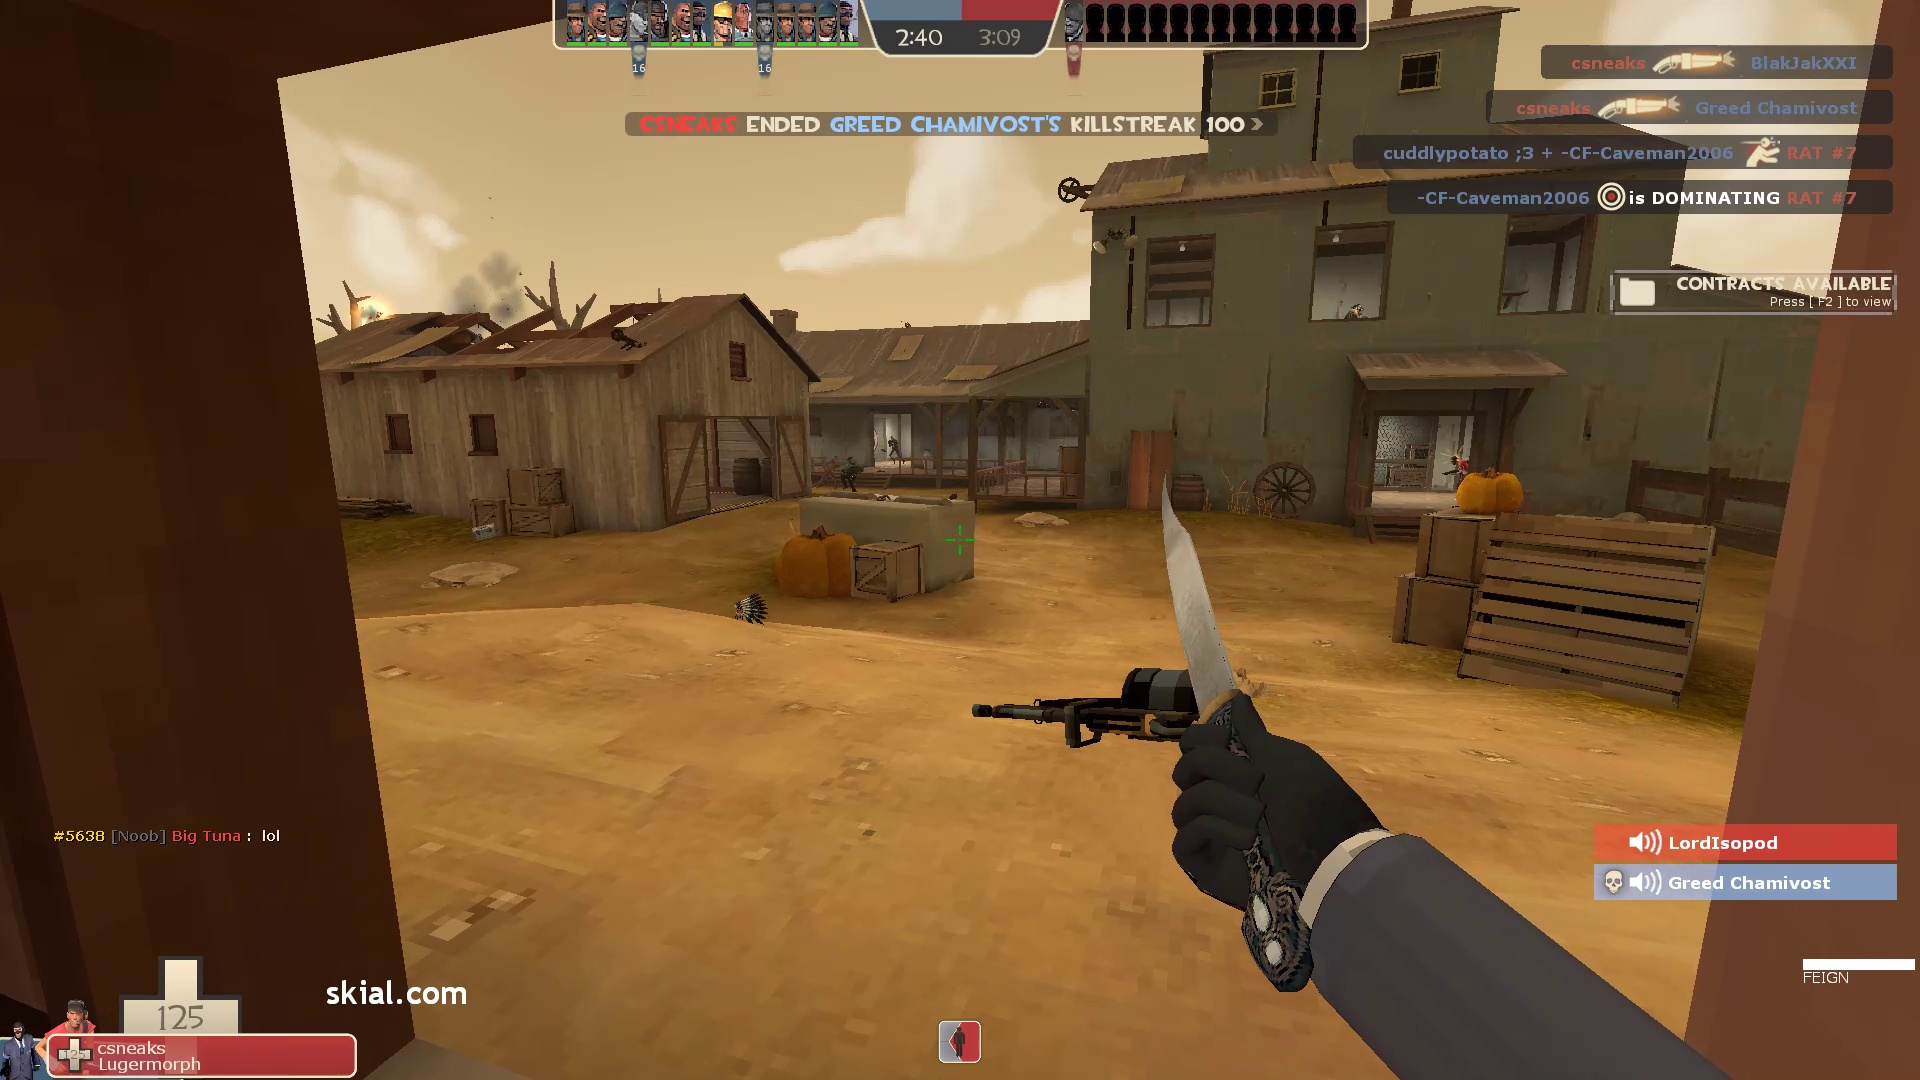 2:40 3:09
16 16
csneaks BlakJakXXI
csneaks Greed Chamivost
CSNEAKS ENDED GREED CHAMIVOST'S KILLSTREAK 100 >
cuddlypotato ;3 + -CF-Caveman2006 RAT #7
-CF-Caveman2006 is DOMINATING RAT #7
CONTRACTS AVAILABLE
Press [ F2 ] to view
#5638 [Noob] Big Tuna : lol
LordIsopod
Greed Chamivost
FEIGN
skial.com
125
125 csneaks
Lugermorph